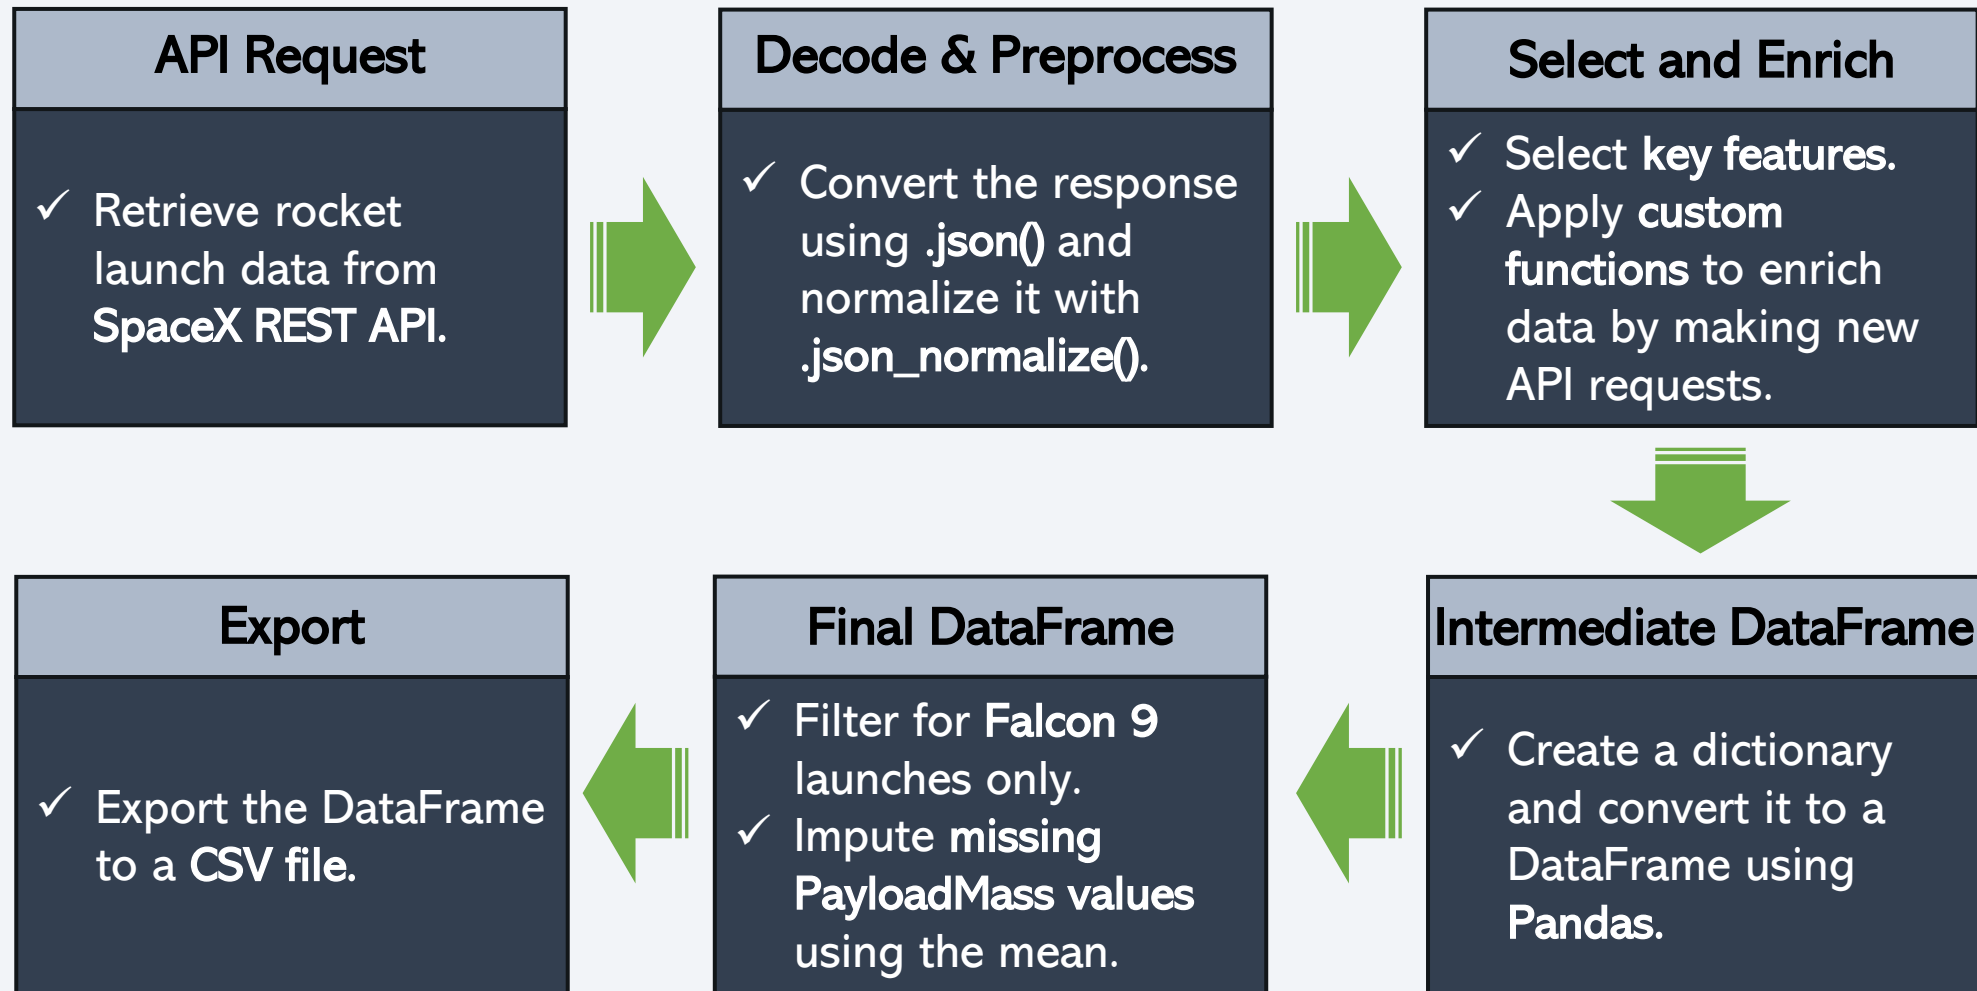 API Request
✓ Retrieve rocket
launch data from
SpaceX REST API.
Decode & Preprocess
✓ Convert the response
using .json() and
normalize it with
.json_normalize().
Select and Enrich
✓ Select key features.
✓ Apply custom
functions to enrich
data by making new
API requests.
Intermediate DataFrame
✓ Create a dictionary
and convert it to a
DataFrame using
Pandas.
Final DataFrame
✓ Filter for Falcon 9
launches only.
✓ Impute missing
PayloadMass values
using the mean.
Export
✓ Export the DataFrame
to a CSV file.